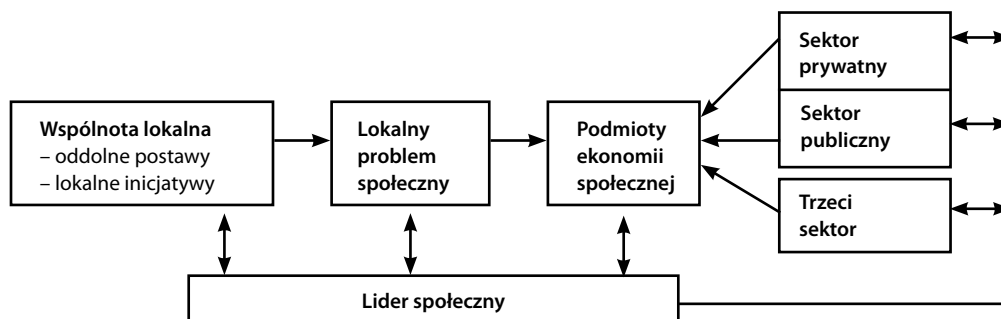 Wspólnota lokalna
– oddolne postawy
– lokalne inicjatywy
Lokalny
problem
społeczny
Podmioty
ekonomii
społecznej
Sektor
prywatny
Sektor
publiczny
Trzeci
sektor
Lider społeczny